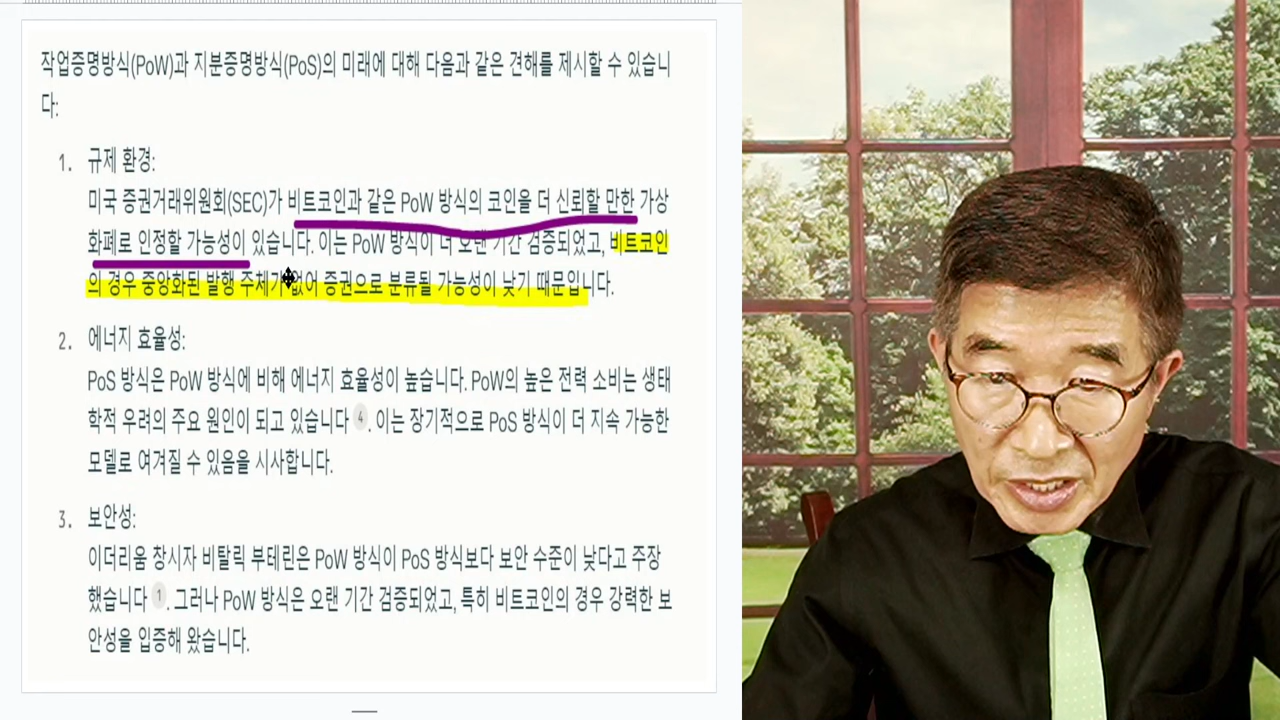 작업증명방식(PoW)과 지분증명방식(PoS)의 미래에 대해 다음과 같은 견해를 제시할 수 있습니
다:
1. 규제 환경:
미국 증권거래위원회(SEC)가 비트코인과 같은 PoW 방식의 코인을 더 신뢰할 만한 가상
화폐로 인정할 가능성이 있습니다. 이는 PoW 방식이 더 오랜 기간 검증되었고, 비트코인
의 경우 중앙화된 발행 주체가 없어 증권으로 분류될 가능성이 낮기 때문입니다.
2. 에너지 효율성:
PoS 방식은 PoW 방식에 비해 에너지 효율성이 높습니다. PoW의 높은 전력 소비는 생태
학적 우려의 주요 원인이 되고 있습니다 4. 이는 장기적으로 PoS 방식이 더 지속 가능한
모델로 여겨질 수 있음을 시사합니다.
3. 보안성:
이더리움 창시자 비탈릭 부테린은 PoW 방식이 PoS 방식보다 보안 수준이 낮다고 주장
했습니다 1. 그러나 PoW 방식은 오랜 기간 검증되었고, 특히 비트코인의 경우 강력한 보
안성을 입증해 왔습니다.